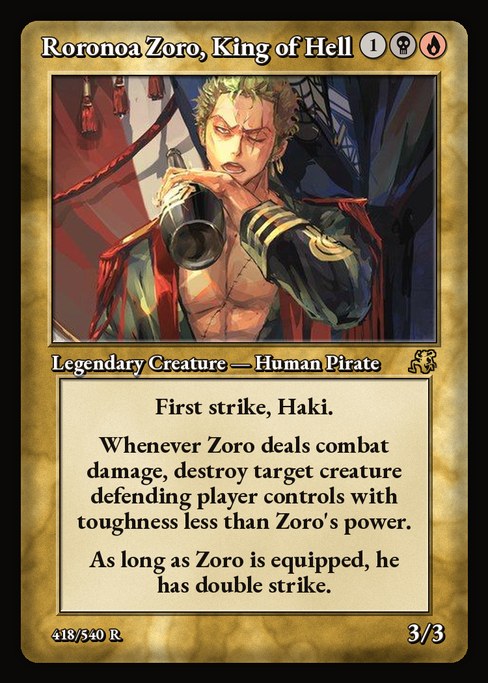 Roronoa Zoro, King of Hell 1
Legendary Creature — Human Pirate
First strike, Haki.
Whenever Zoro deals combat
damage, destroy target creature
defending player controls with
toughness less than Zoro's power.
As long as Zoro is equipped, he
has double strike.
418/540 R
3/3